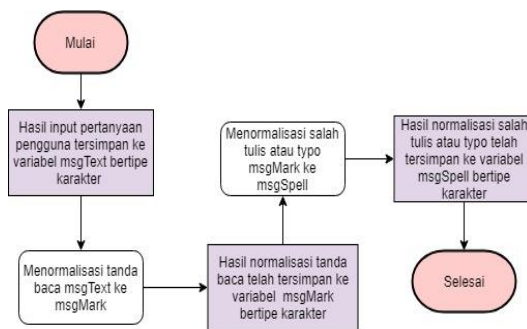 Mulai
Hasil input pertanyaan
pengguna tersimpan ke
variabel msgText bertipe
karakter
Menormalisasi tanda
baca msgText ke
msgMark
Hasil normalisasi tanda
baca telah tersimpan ke
variabel msgMark
bertipe karakter
Menormalisasi salah
tulis atau typo
msgMark ke
msgSpell
Hasil normalisasi salah
tulis atau typo telah
tersimpan ke variabel
msgSpell bertipe
karakter
Selesai